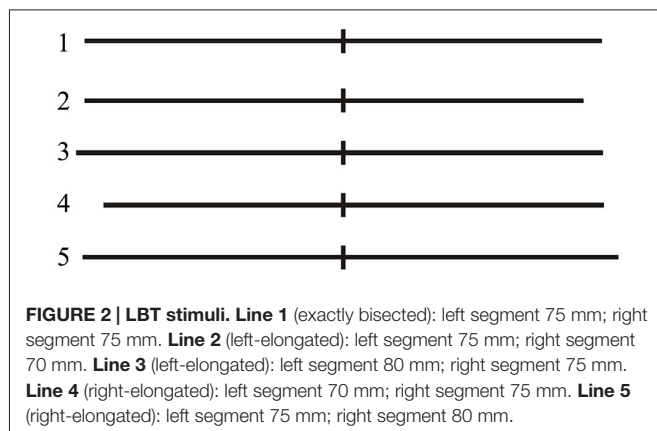 1
2
3
4
5
FIGURE 2 | LBT stimuli. Line 1 (exactly bisected): left segment 75 mm; right
segment 75 mm. Line 2 (left-elongated): left segment 75 mm; right segment
70 mm. Line 3 (left-elongated): left segment 80 mm; right segment 75 mm.
Line 4 (right-elongated): left segment 70 mm; right segment 75 mm. Line 5
(right-elongated): left segment 75 mm; right segment 80 mm.